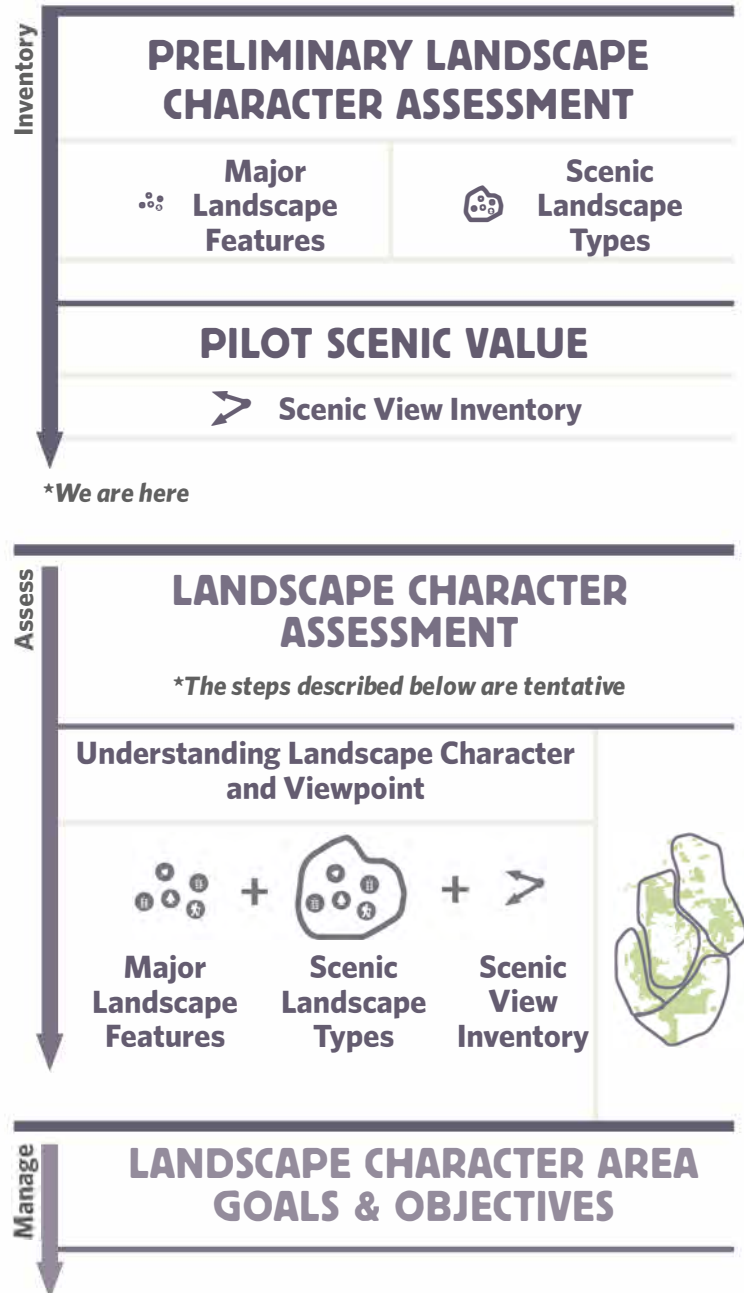 Inventory
PRELIMINARY LANDSCAPE
CHARACTER ASSESSMENT
Major
Landscape
Features
Scenic
Landscape
Types
PILOT SCENIC VALUE
Scenic View Inventory
*We are here
Assess
LANDSCAPE CHARACTER
ASSESSMENT
*The steps described below are tentative
Understanding Landscape Character
and Viewpoint
+
+
Major
Landscape
Features
Scenic
Landscape
Types
Scenic
View
Inventory
Manage
LANDSCAPE CHARACTER AREA
GOALS & OBJECTIVES